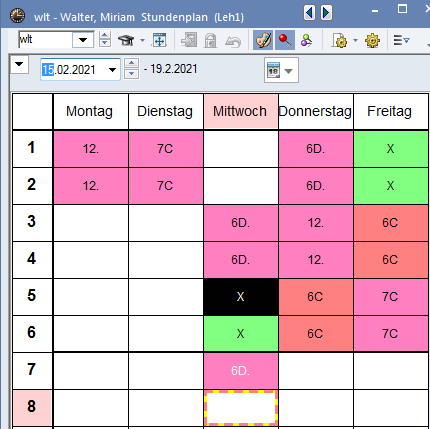 wlt - Walter, Miriam Stundenplan (Leh1)
wlt
15.02.2021 - 19.2.2021
Montag Dienstag Mittwoch Donnerstag Freitag
1 12. 7C 6D. X
2 12. 7C 6D. X
3 6D. 12. 6C
4 6D. 12. 6C
5 X 6C 7C
6 X 6C 7C
7 6D.
8